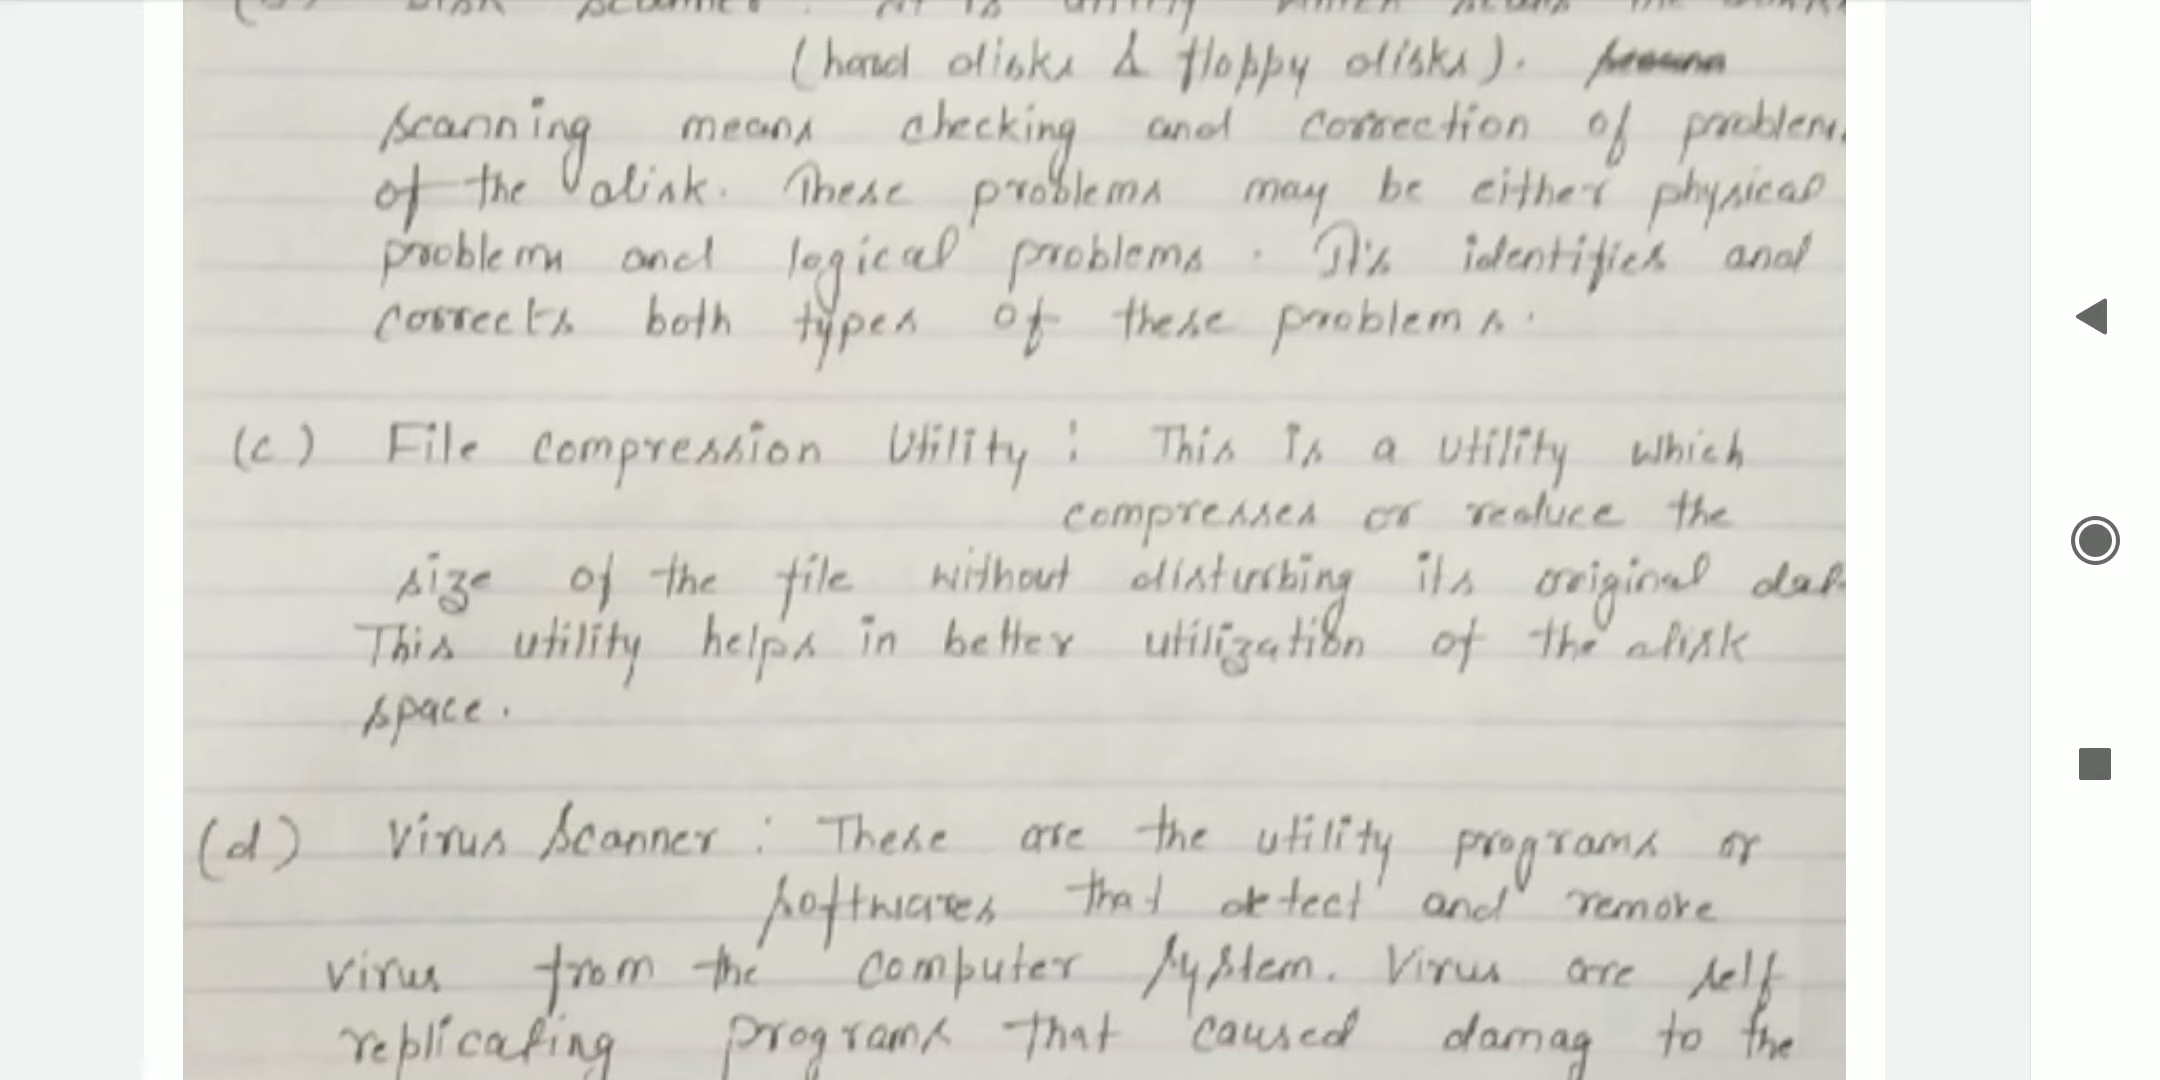 (hard disks & floppy disks).
scanning means checking and correction of problem
of the disk. These problems may be either physical
problems and logical problems. It's identifies and
corrects both types of these problems.
(c) File compression Utility : This is a utility which
compresses or reduce the
size of the file without disturbing its original
This utility helps in better utilization of the disk
space.
(d) Virus Scanner : These are the utility programs or
softwares that detect and remove
virus from the computer system. Virus are self
replicating programs that caused damag to the